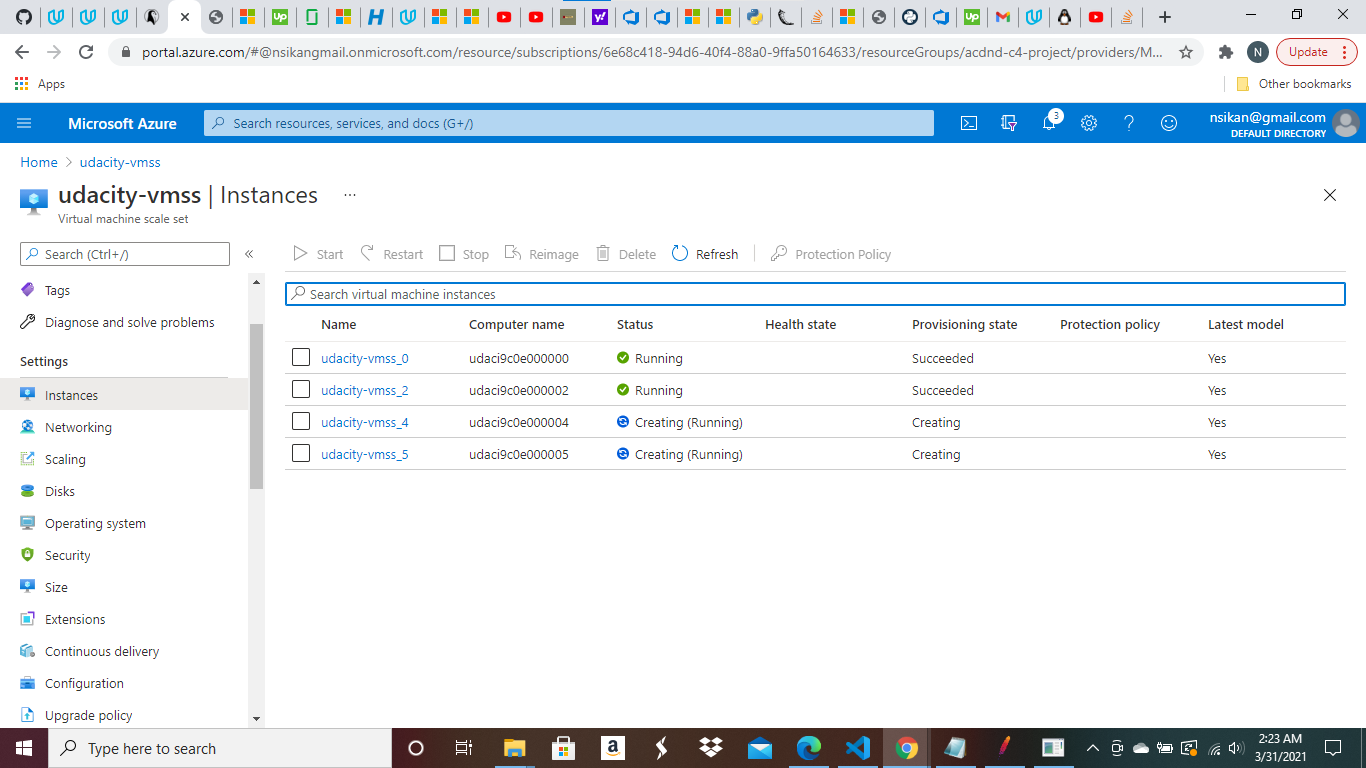 portal.azure.com/#@nsikangmail.onmicrosoft.com/resource/subscriptions/6e68c418-94d6-40f4-88a0-9ffa50164633/resourceGroups/acdnd-c4-project/providers/M...
N
Update
Apps
Other bookmarks
Microsoft Azure
Search resources, services, and docs (G+/)
3
nsikan@gmail.com
DEFAULT DIRECTORY
Home > udacity-vmss
udacity-vmss | Instances ...
Virtual machine scale set
Search (Ctrl+/)
«
Start Restart Stop Reimage Delete Refresh Protection Policy
Tags
Diagnose and solve problems
Settings
Instances
Networking
Scaling
Disks
Operating system
Security
Size
Extensions
Continuous delivery
Configuration
Upgrade policy
Search virtual machine instances
Name Computer name Status Health state Provisioning state Protection policy Latest model
udacity-vmss_0 udaci9c0e000000 Running Succeeded Yes
udacity-vmss_2 udaci9c0e000002 Running Succeeded Yes
udacity-vmss_4 udaci9c0e000004 Creating (Running) Creating Yes
udacity-vmss_5 udaci9c0e000005 Creating (Running) Creating Yes
Type here to search
2:23 AM
3/31/2021